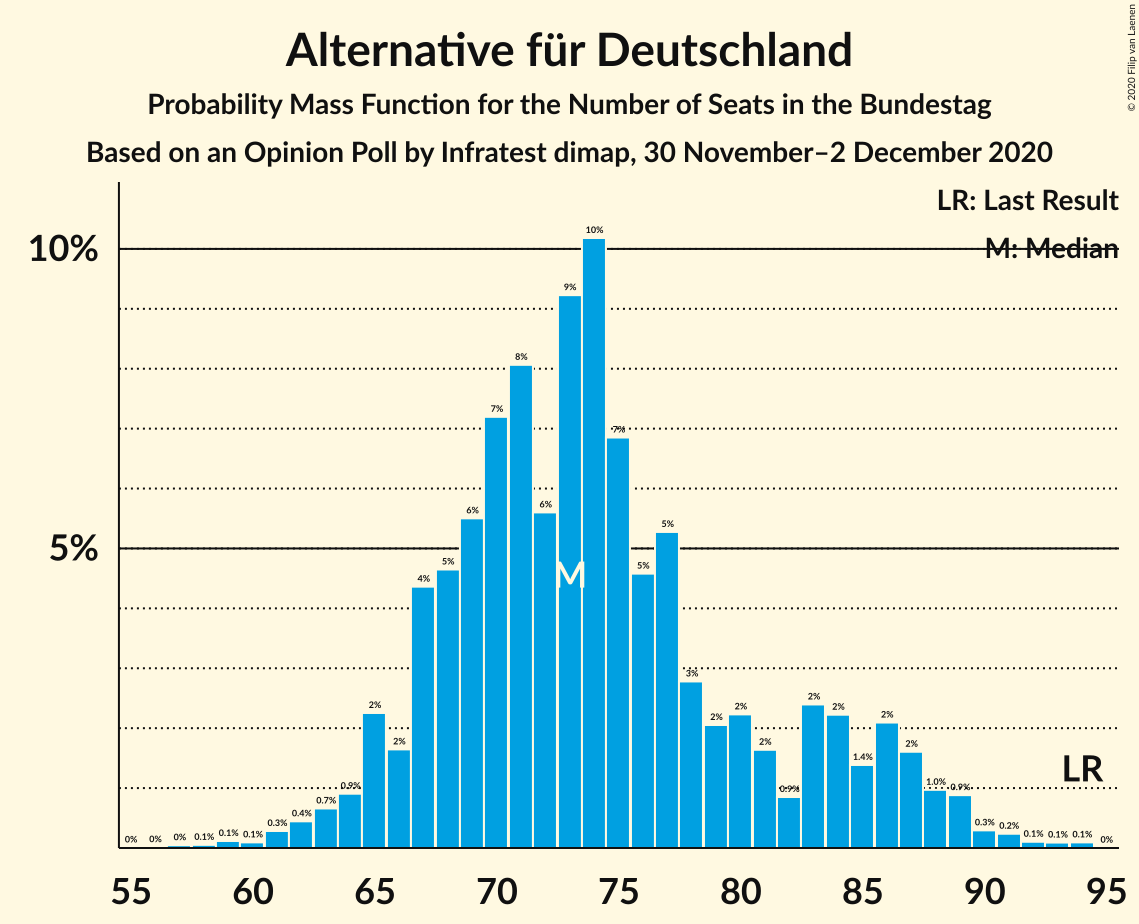 © 2020 Filip van Laenen
Alternative für Deutschland
Probability Mass Function for the Number of Seats in the Bundestag
Based on an Opinion Poll by Infratest dimap, 30 November–2 December 2020
LR: Last Result
M: Median
10%
5%
0% 0% 0% 0.1% 0.1% 0.1% 0.3% 0.4% 0.7% 0.9% 2% 2% 4% 5% 6% 7% 8% 6% 9% 10% 7% 5% 5% 3% 2% 2% 2% 0.9% 2% 2% 1.4% 2% 2% 1.0% 0.9% 0.3% 0.2% 0.1% 0.1% 0.1% 0%
M
LR
55 60 65 70 75 80 85 90 95